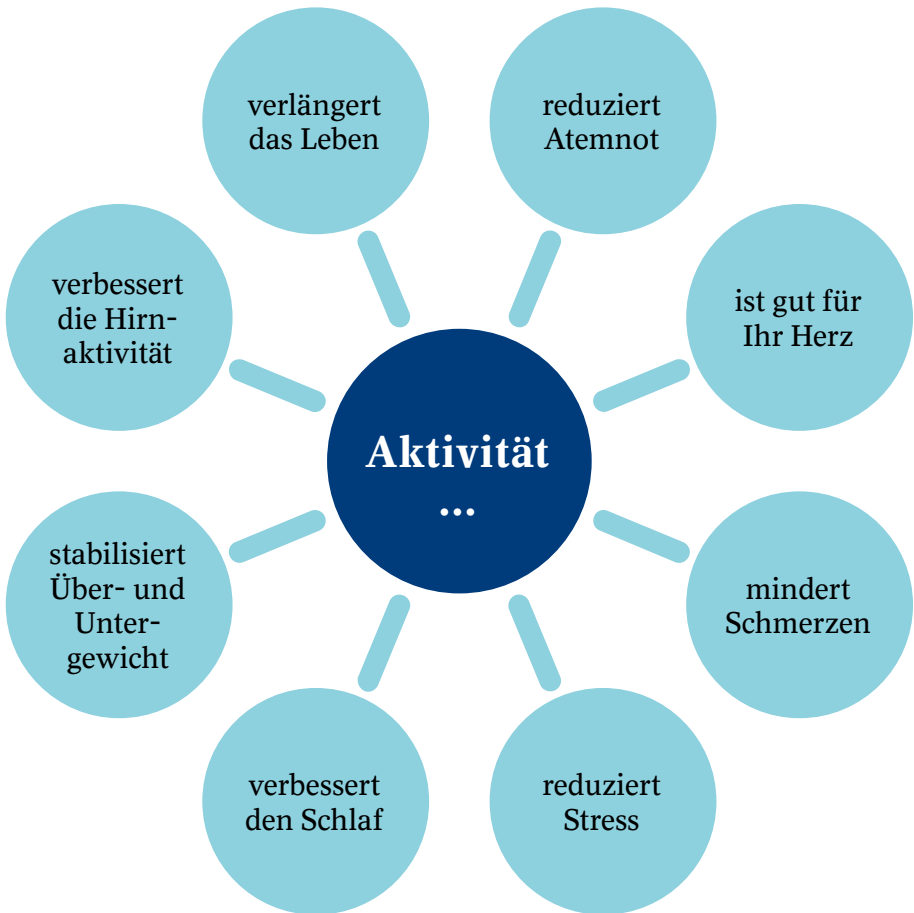 verlängert
das Leben
reduziert
Atemnot
verbessert
die Hirn-
aktivität
ist gut für
Ihr Herz
Aktivität
...
stabilisiert
Über- und
Unter-
gewicht
mindert
Schmerzen
verbessert
den Schlaf
reduziert
Stress